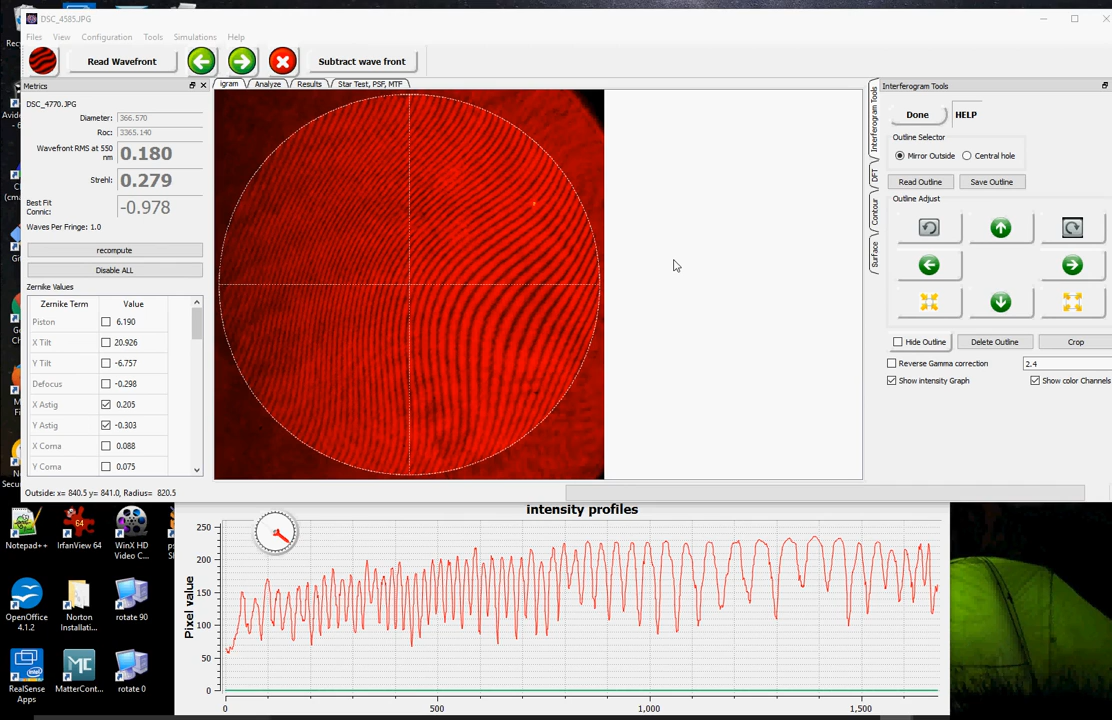 DSC_4585.JPG
Files View Configuration Tools Simulations Help
Read Wavefront Subtract wave front
Metrics
igram Analyze Results Star Test, PSF, MTF
Interferogram Tools
DSC_4770.JPG
Diameter: 366.570
Roc: 3365.140
Wavefront RMS at 550 nm 0.180
Strehl: 0.279
Best Fit Connic: -0.978
Waves Per Fringe: 1.0
recompute
Disable ALL
Zernike Values
Zernike Term Value
Piston 6.190
X Tilt 20.926
Y Tilt -6.757
Defocus -0.298
X Astig 0.205
Y Astig -0.303
X Coma 0.088
Y Coma 0.075
Outside: x= 840.5 y= 841.0, Radius= 820.5
Interferogram Tools
DFT
Contour
Surface
Done HELP
Outline Selector
Mirror Outside Central hole
Read Outline Save Outline
Outline Adjust
Hide Outline Delete Outline Crop
Reverse Gamma correction 2.4
Show intensity Graph Show color Channels
intensity profiles
Pixel value
250
200
150
100
50
0
0 500 1,000 1,500
Notepad++ IrfanView 64 WinX HD
Video C...
OpenOffice
4.1.2
Norton
Installati...
rotate 90
RealSense
Apps
MatterCont...
rotate 0